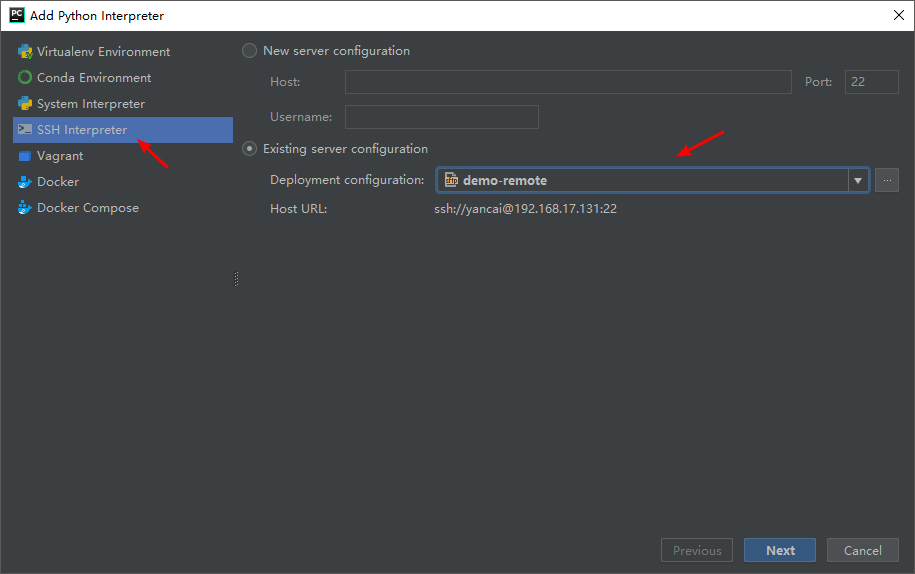 Add Python Interpreter
Virtualenv Environment
Conda Environment
System Interpreter
SSH Interpreter
Vagrant
Docker
Docker Compose
New server configuration
Host:
Port: 22
Username:
Existing server configuration
Deployment configuration: demo-remote ...
Host URL: ssh://yancai@192.168.17.131:22
Previous Next Cancel